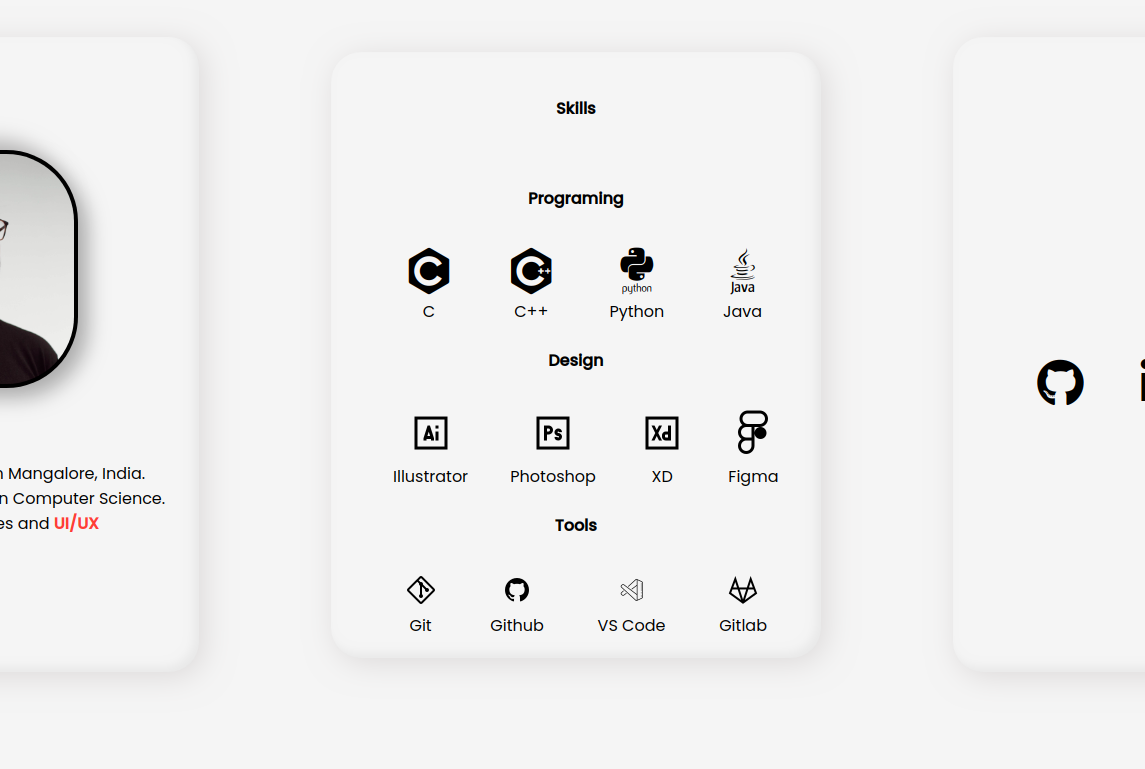 Skills
Programing
python
Java
C
C++
Python
Java
Design
Ai
Ps
Xd
Illustrator
Photoshop
XD
Figma
Tools
Git
Github
VS Code
Gitlab
Mangalore, India.
Computer Science.
and UI/UX